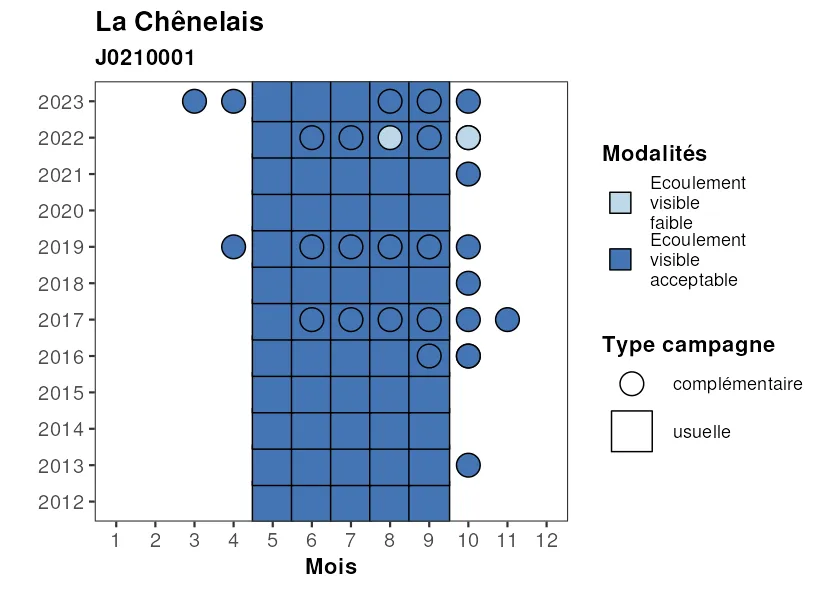 La Chênelais
J0210001
2023
2022
2021
2020
2019
2018
2017
2016
2015
2014
2013
2012
1 2 3 4 5 6 7 8 9 10 11 12
Mois
Modalités
Ecoulement
visible
faible
Ecoulement
visible
acceptable
Type campagne
complémentaire
usuelle